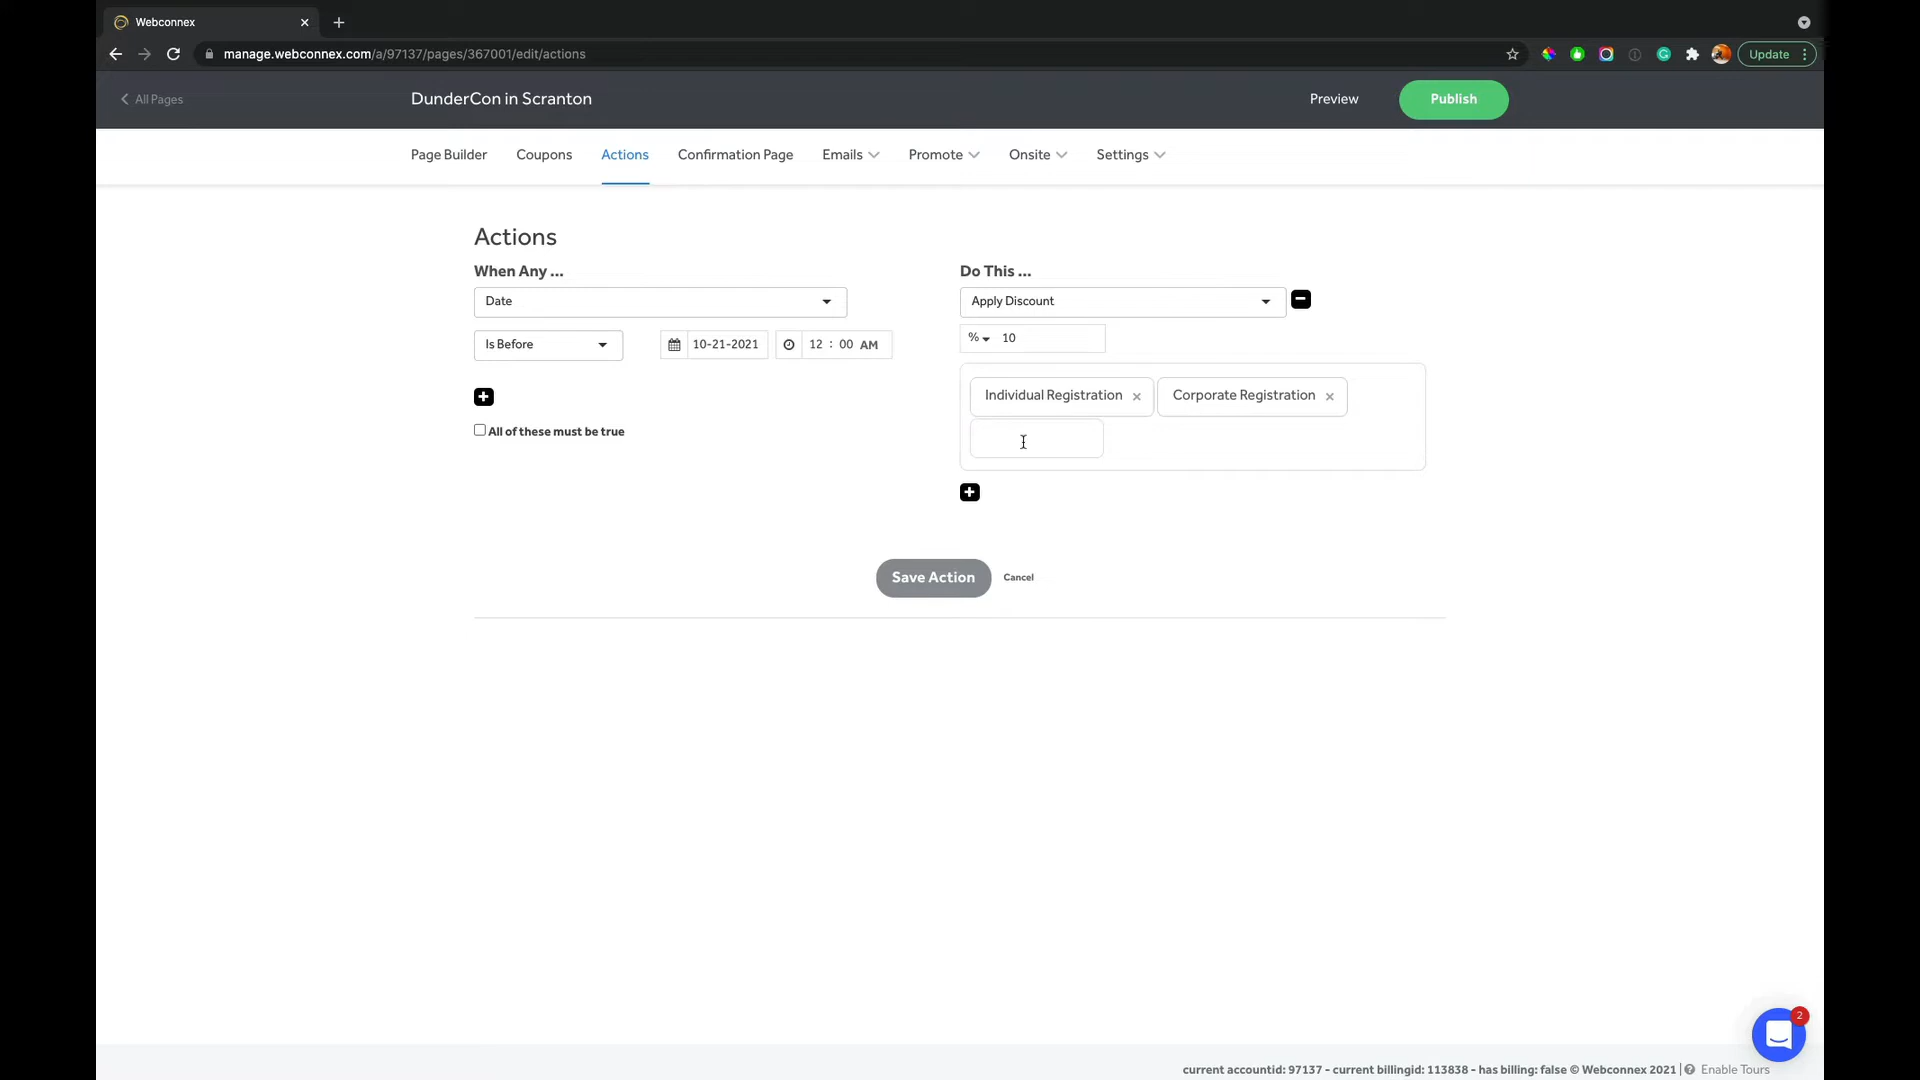 Webconnex
manage.webconnex.com/a/97137/pages/367001/edit/actions
Update
All Pages
DunderCon in Scranton
Preview
Publish
Page Builder
Coupons
Actions
Confirmation Page
Emails
Promote
Onsite
Settings
Actions
When Any ...
Do This ...
Date
Apply Discount
% 10
Is Before
10-21-2021
12 : 00 AM
Individual Registration ×
Corporate Registration ×
All of these must be true
Save Action
Cancel
2
current accountid: 97137 - current billingid: 113838 - has billing: false © Webconnex 2021 | Enable Tours